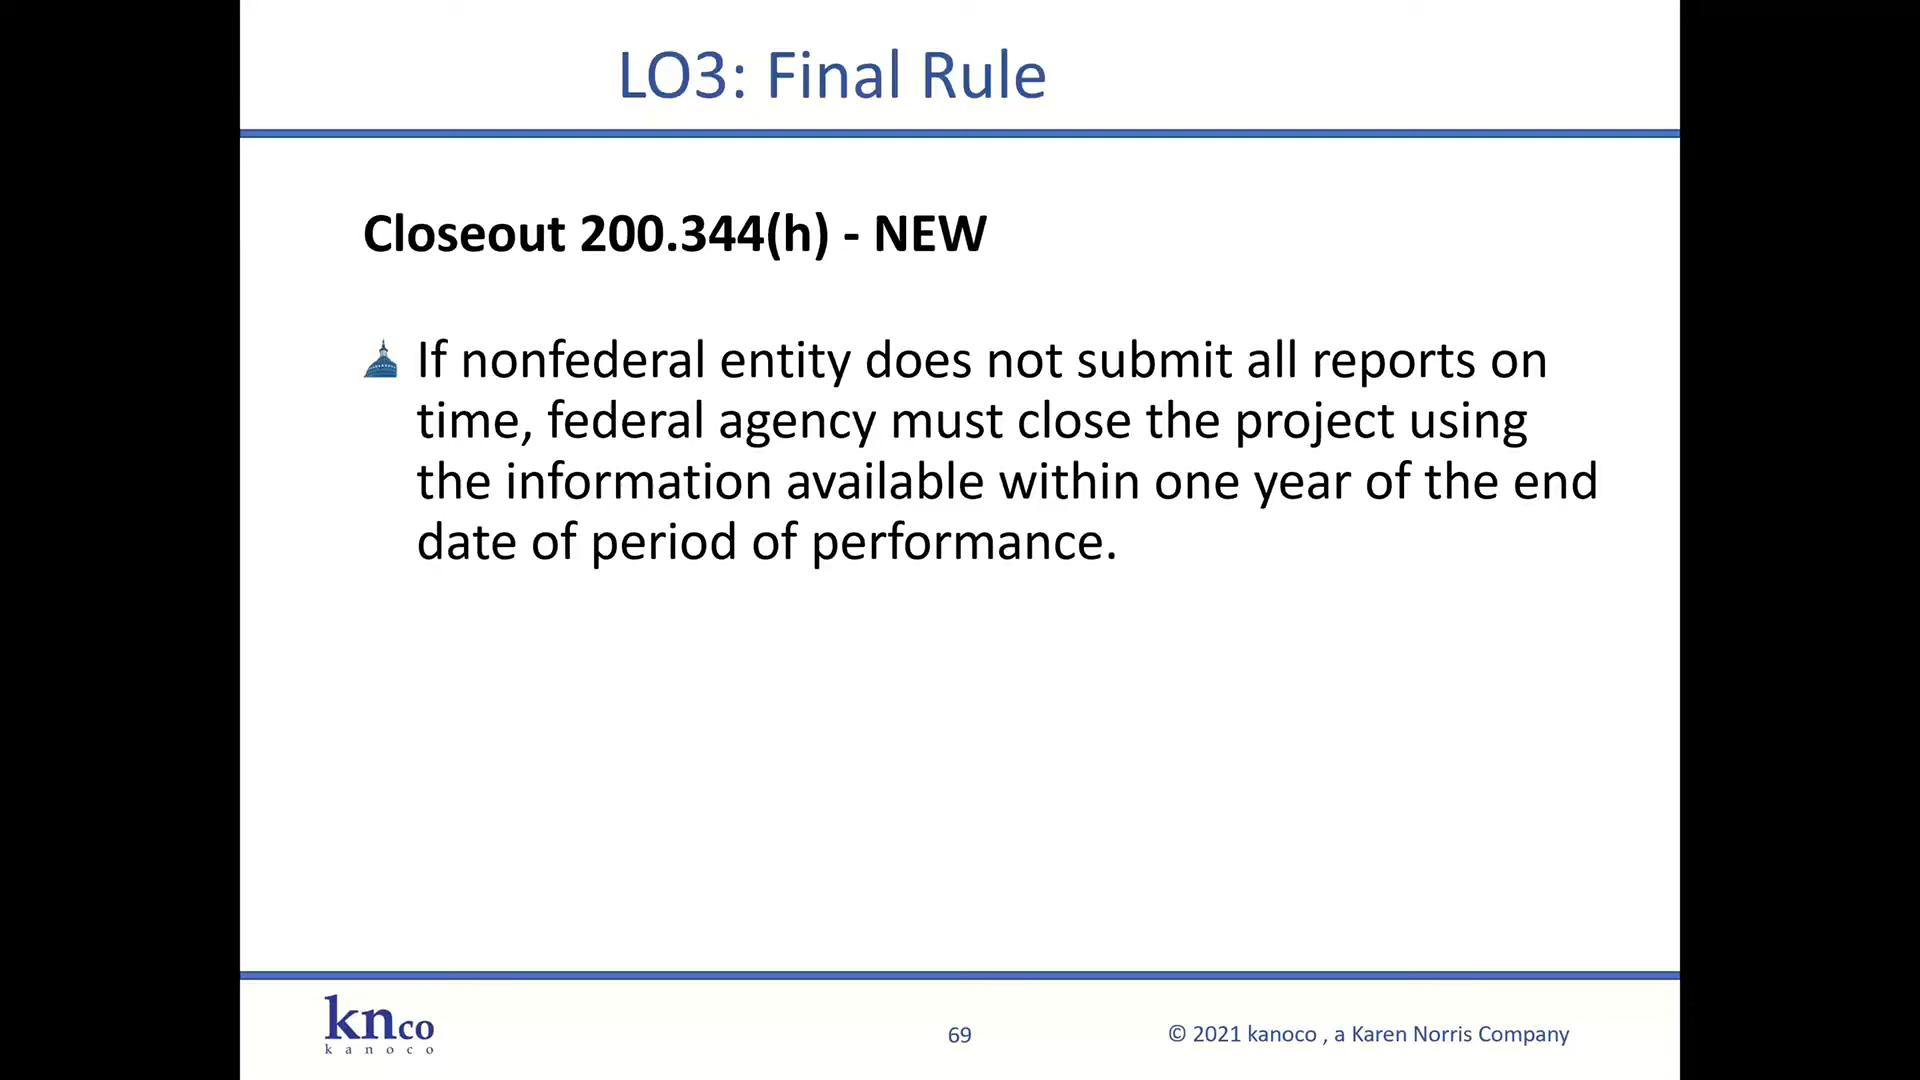 LO3: Final Rule
Closeout 200.344(h) - NEW
If nonfederal entity does not submit all reports on
time, federal agency must close the project using
the information available within one year of the end
date of period of performance.
knco
kanoco
69
© 2021 kanoco , a Karen Norris Company